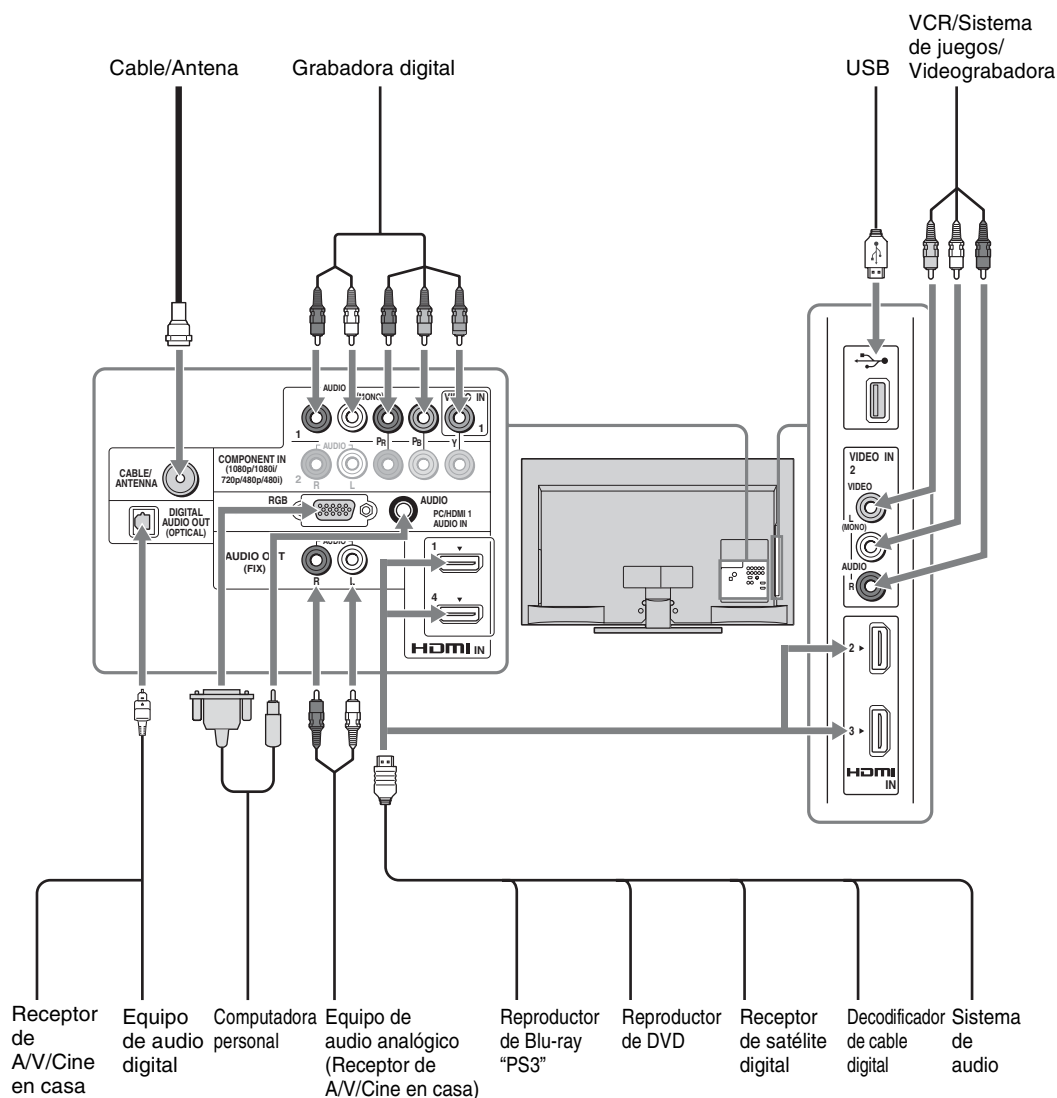 VCR/Sistema
de juegos/
Videograbadora
Cable/Antena
Grabadora digital
USB
AUDIO
(MONO)
VIDEO IN
1
1
CABLE/
ANTENNA
COMPONENT IN
(1080p/1080i/
720p/480p/480i)
2
AUDIO
R
L
PR
PB
Y
DIGITAL
AUDIO OUT
(OPTICAL)
RGB
AUDIO
PC/HDMI 1
AUDIO IN
AUDIO OUT
(FIX)
AUDIO
R
L
1
4
HDMI IN
VIDEO IN
2
VIDEO
L
(MONO)
AUDIO
R
2
3
HDMI
IN
Receptor
de
A/V/Cine
en casa
Equipo
de audio
digital
Computadora
personal
Equipo de
audio analógico
(Receptor de
A/V/Cine en casa)
Reproductor
de Blu-ray
“PS3”
Reproductor
de DVD
Receptor
de satélite
digital
Decodificador
de cable
digital
Sistema
de
audio